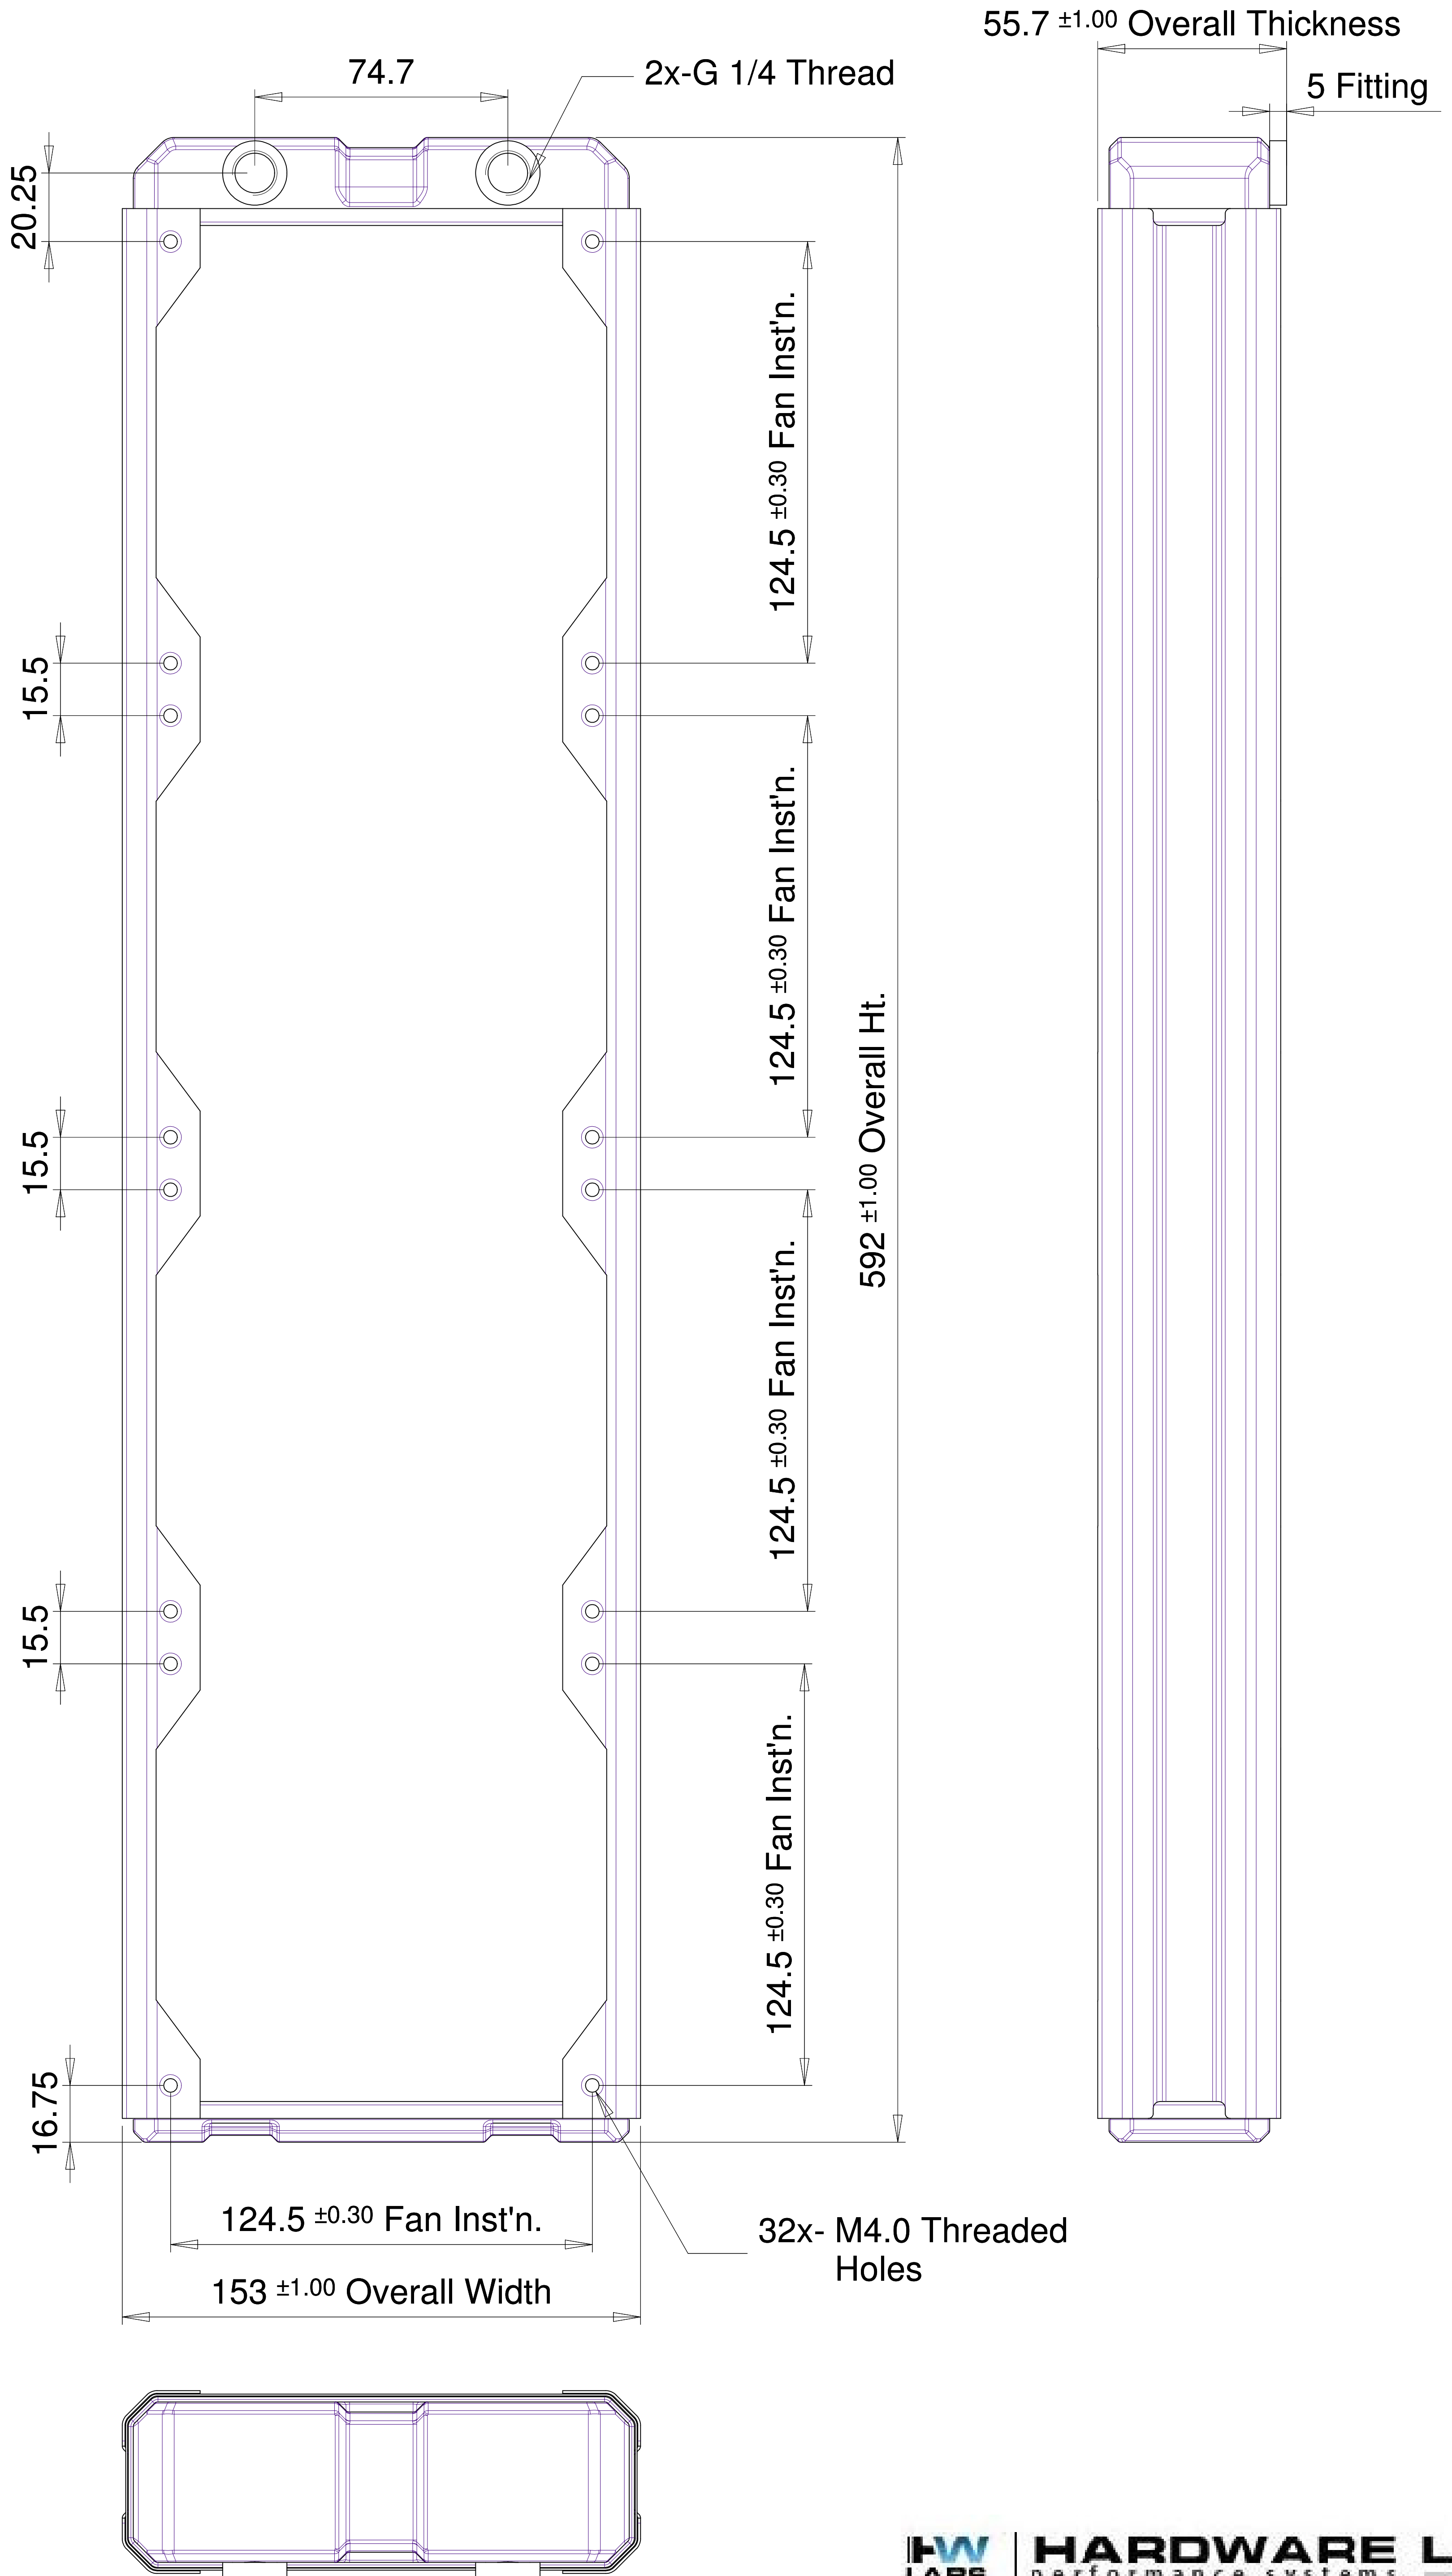 55.7 ±1.00 Overall Thickness
74.7
2x-G 1/4 Thread
5 Fitting
20.25
124.5 ±0.30 Fan Inst'n.
15.5
124.5 ±0.30 Fan Inst'n.
592 ±1.00 Overall Ht.
15.5
124.5 ±0.30 Fan Inst'n.
15.5
124.5 ±0.30 Fan Inst'n.
16.75
124.5 ±0.30 Fan Inst'n.
32x- M4.0 Threaded
Holes
153 ±1.00 Overall Width
HW
LABS
HARDWARE L
performance systems